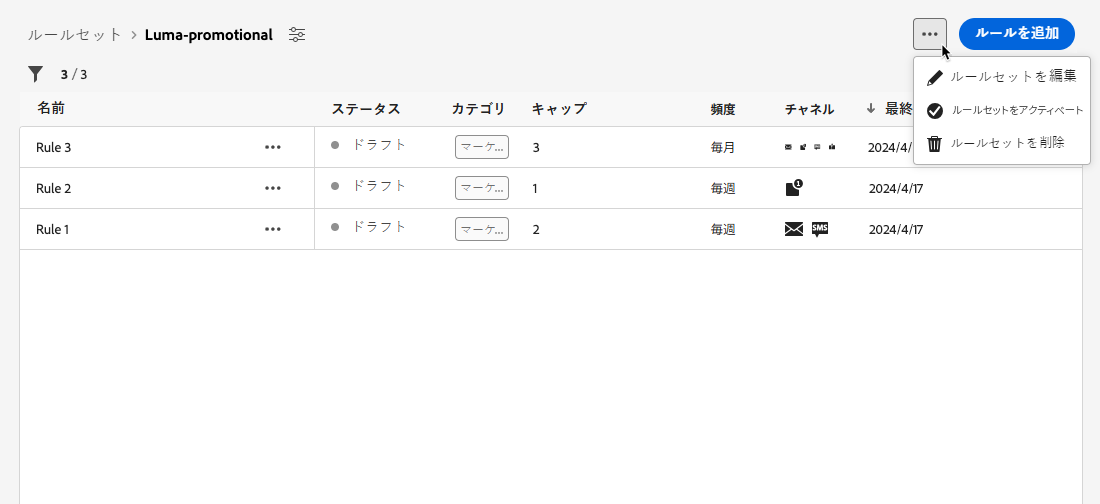 ルールセット > Luma-promotional
ルールを追加
3 / 3
ルールセットを編集
ルールセットをアクティベート
ルールセットを削除
名前 ステータス カテゴリ キャップ 頻度 チャネル ↓ 最終
Rule 3 ドラフト マーケ... 3 毎月 2024/4/
Rule 2 ドラフト マーケ... 1 毎週 1 2024/4/17
Rule 1 ドラフト マーケ... 2 毎週 SMS 2024/4/17